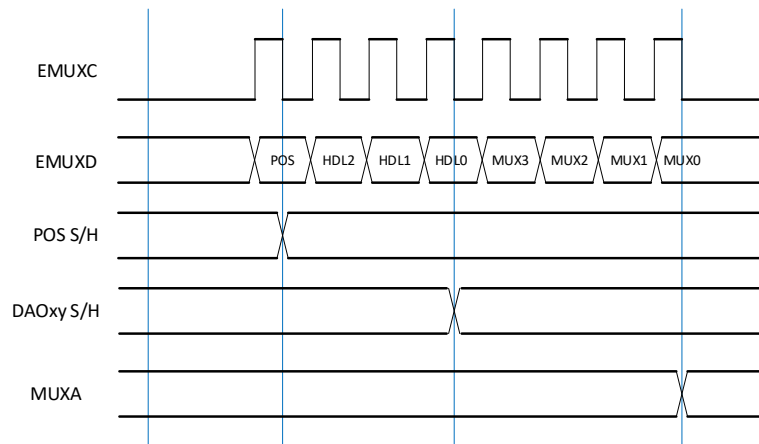 EMUXC
EMUXD
POS HDL2 HDL1 HDL0 MUX3 MUX2 MUX1 MUX0
POS S/H
DAOxy S/H
MUXA